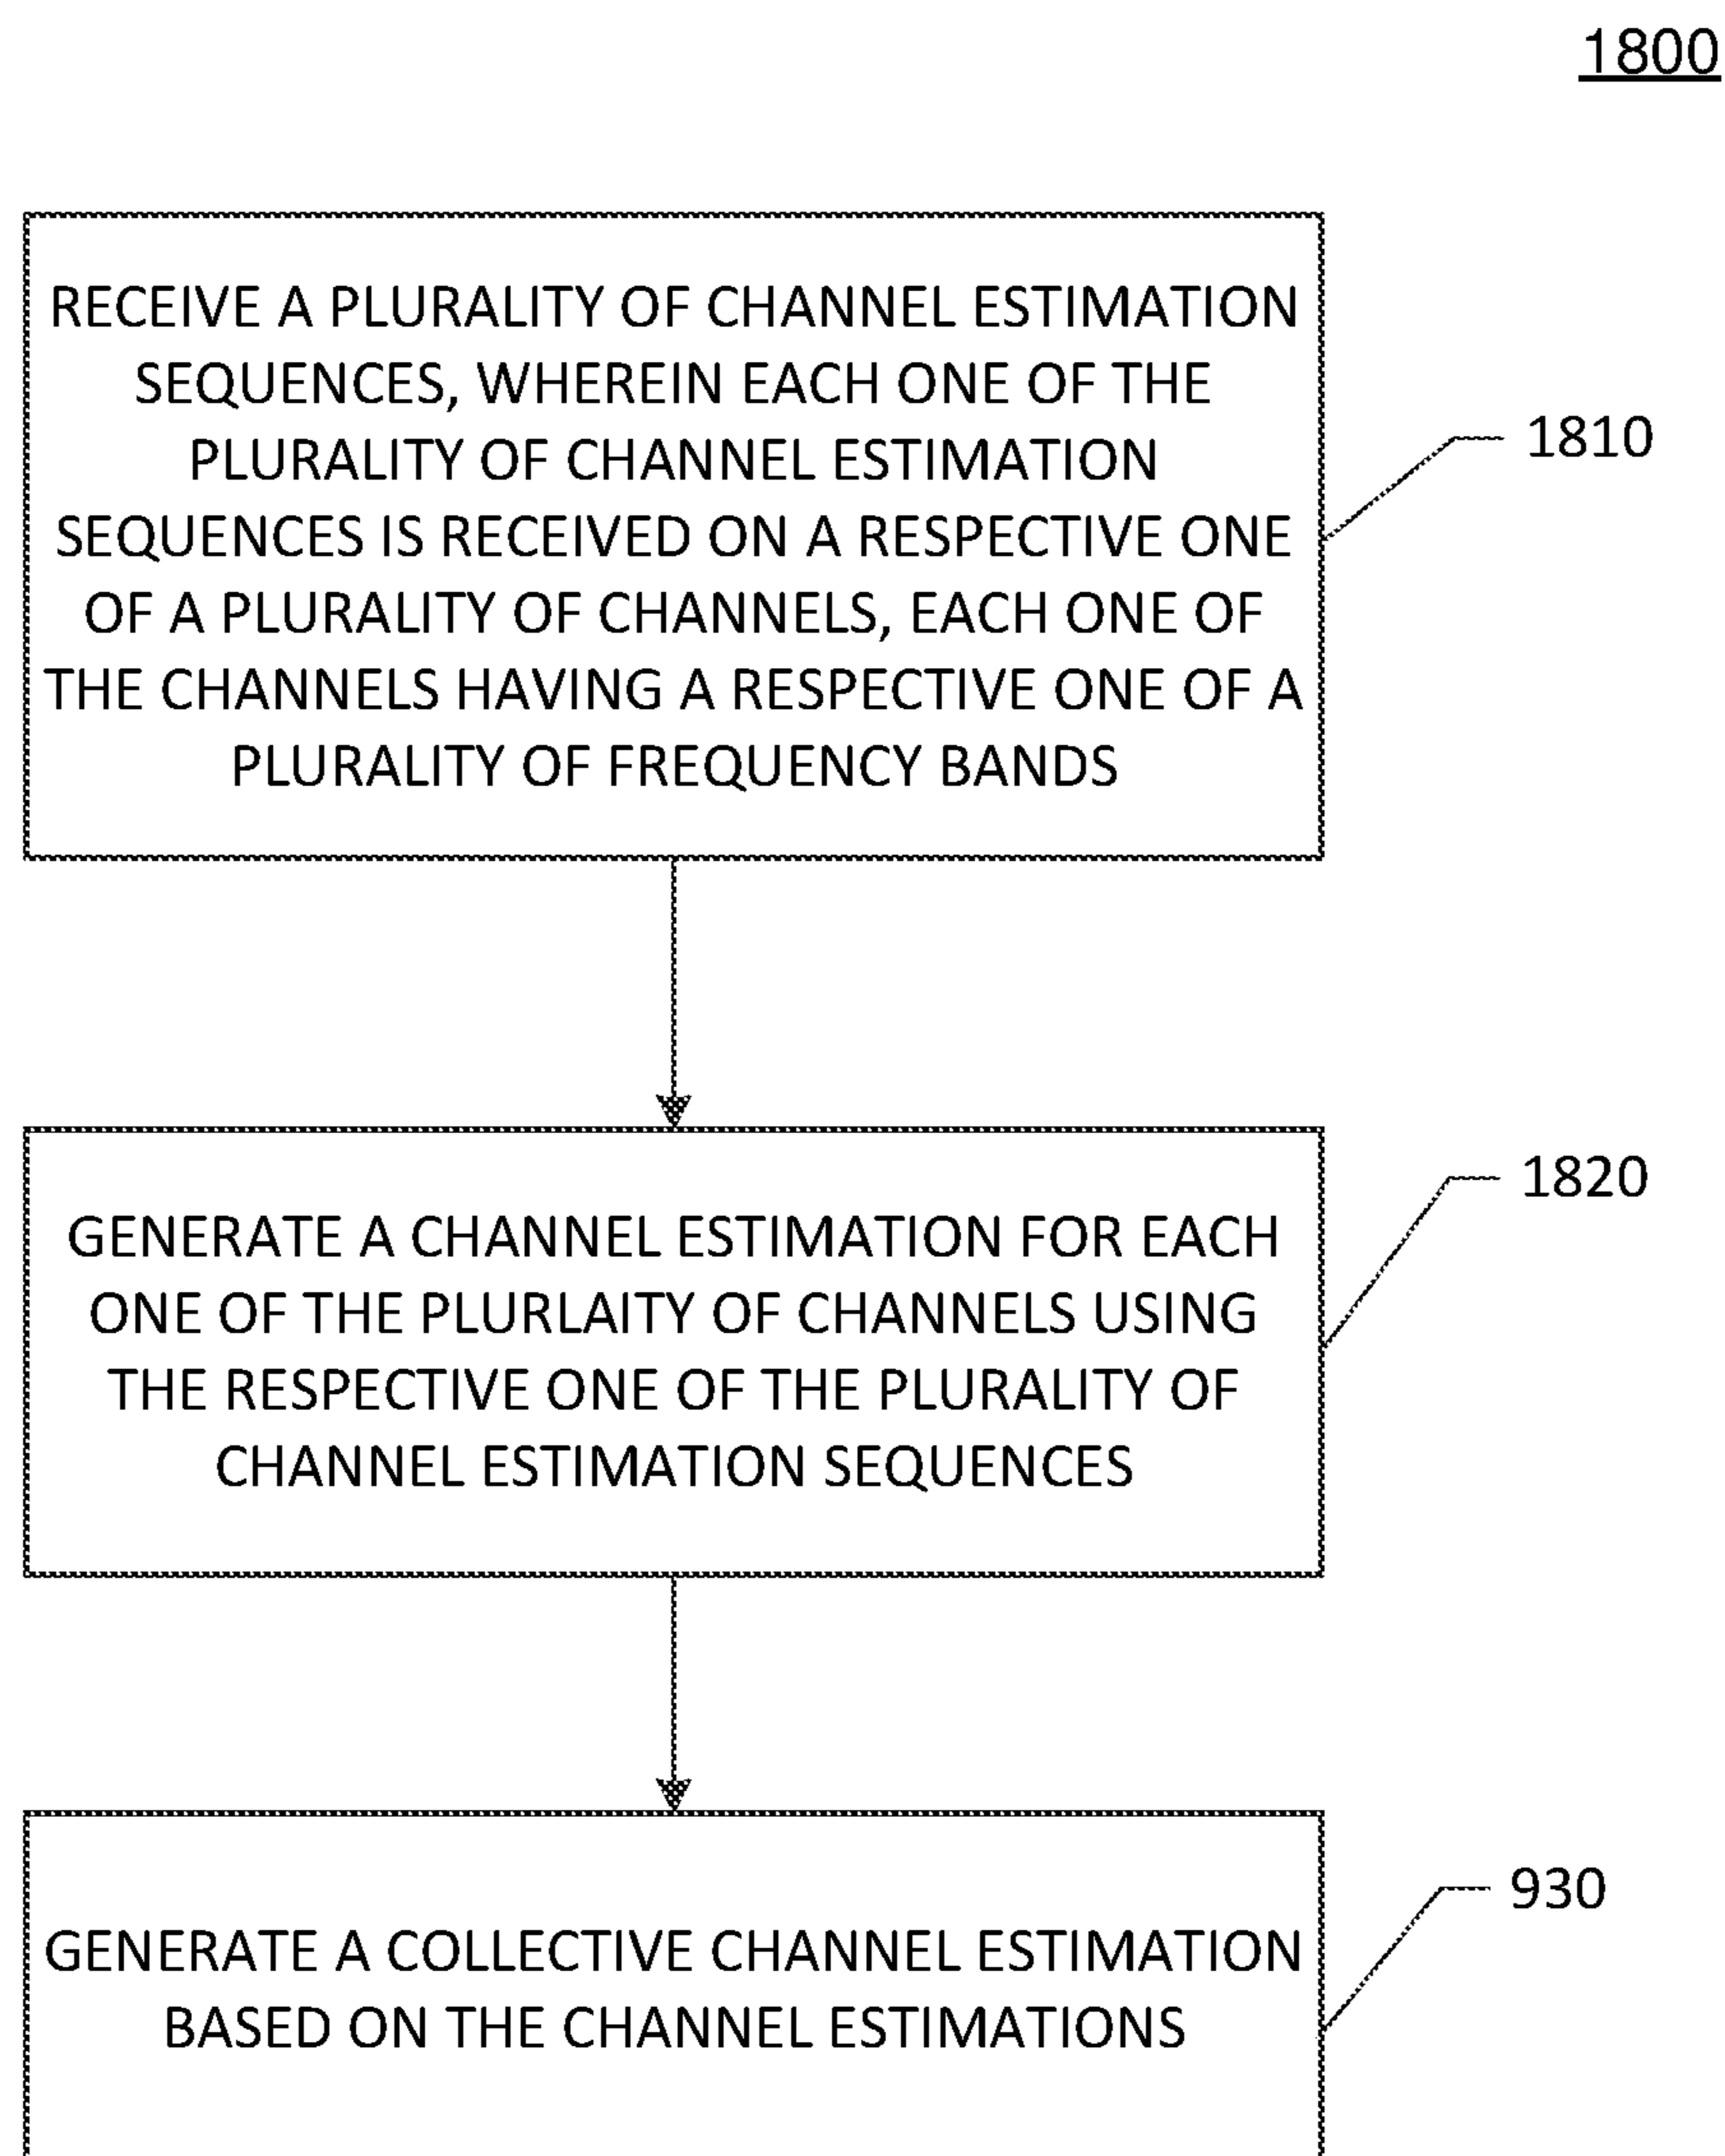 1800
RECEIVE A PLURALITY OF CHANNEL ESTIMATION
SEQUENCES, WHEREIN EACH ONE OF THE
PLURALITY OF CHANNEL ESTIMATION
SEQUENCES IS RECEIVED ON A RESPECTIVE ONE
OF A PLURALITY OF CHANNELS, EACH ONE OF
THE CHANNELS HAVING A RESPECTIVE ONE OF A
PLURALITY OF FREQUENCY BANDS
1810
GENERATE A CHANNEL ESTIMATION FOR EACH
ONE OF THE PLURLAITY OF CHANNELS USING
THE RESPECTIVE ONE OF THE PLURALITY OF
CHANNEL ESTIMATION SEQUENCES
1820
GENERATE A COLLECTIVE CHANNEL ESTIMATION
BASED ON THE CHANNEL ESTIMATIONS
930